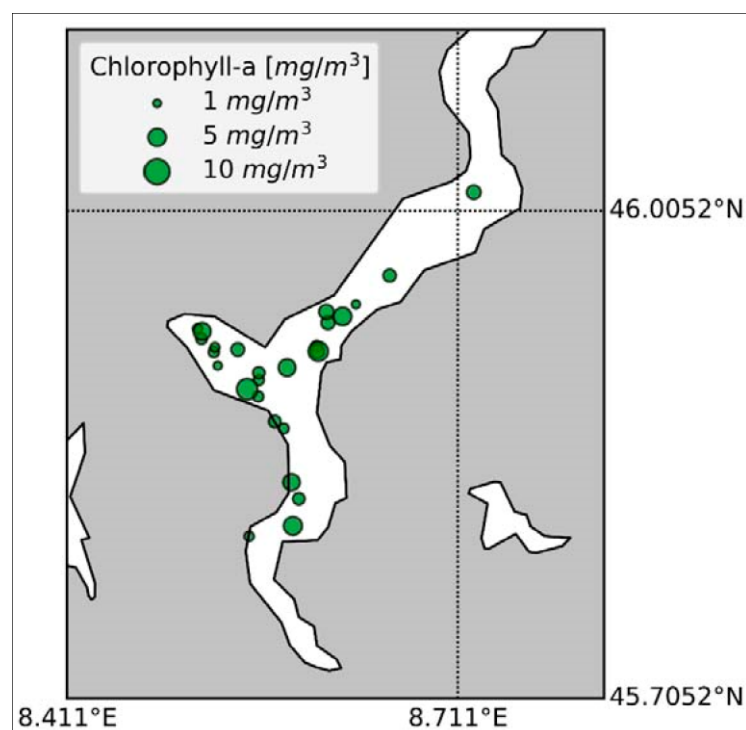 Chlorophyll-a [mg/m³]
1 mg/m³
5 mg/m³
10 mg/m³
46.0052°N
45.7052°N
8.411°E 8.711°E